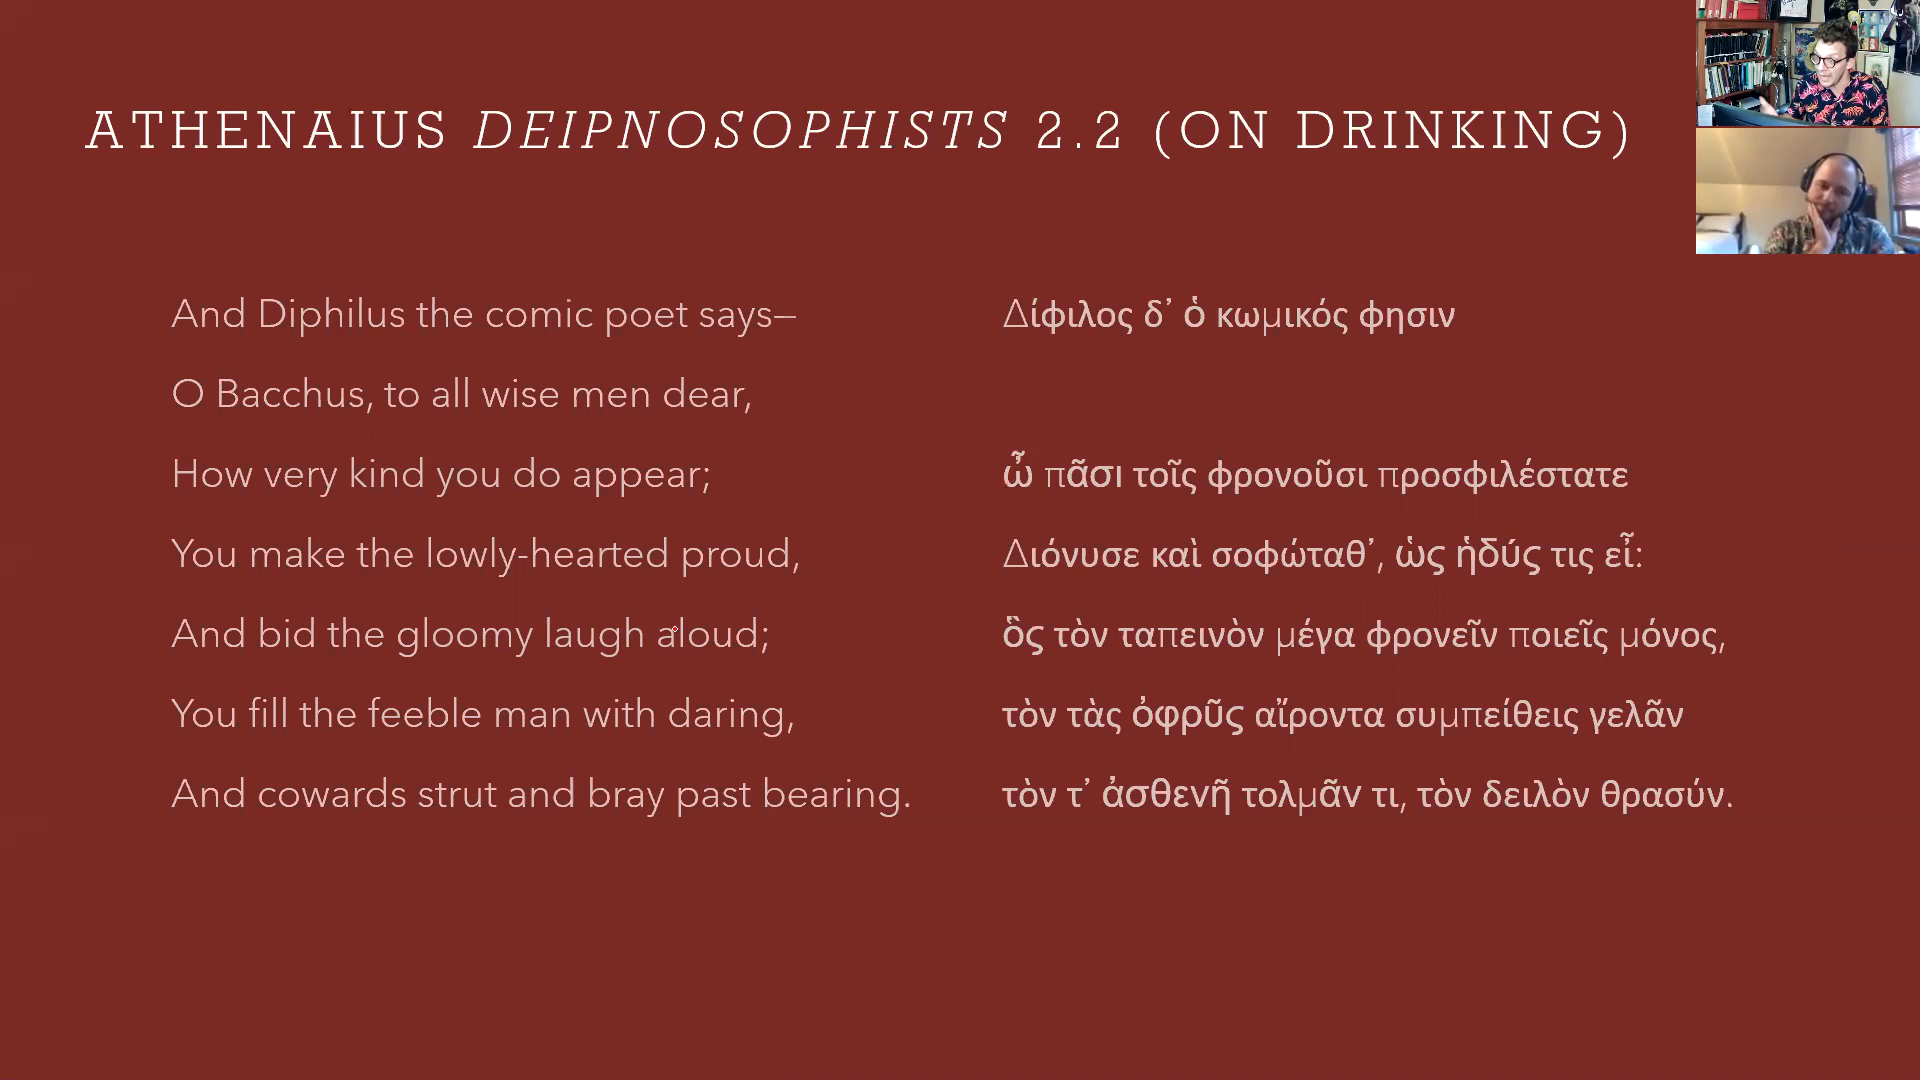 ATHENAIUS DEIPNOSOPHISTS 2.2 (ON DRINKING)
And Diphilus the comic poet says—
O Bacchus, to all wise men dear,
How very kind you do appear;
You make the lowly-hearted proud,
And bid the gloomy laugh aloud;
You fill the feeble man with daring,
And cowards strut and bray past bearing.
Δίφιλος δ᾽ ὁ κωμικός φησιν
ὦ πᾶσι τοῖς φρονοῦσι προσφιλέστατε
Διόνυσε καὶ σοφώταθ᾽, ὡς ἡδύς τις εἶ:
ὃς τὸν ταπεινὸν μέγα φρονεῖν ποιεῖς μόνος,
τὸν τὰς ὀφρῦς αἴροντα συμπείθεις γελᾶν
τὸν τ᾽ ἀσθενῆ τολμᾶν τι, τὸν δειλὸν θρασύν.